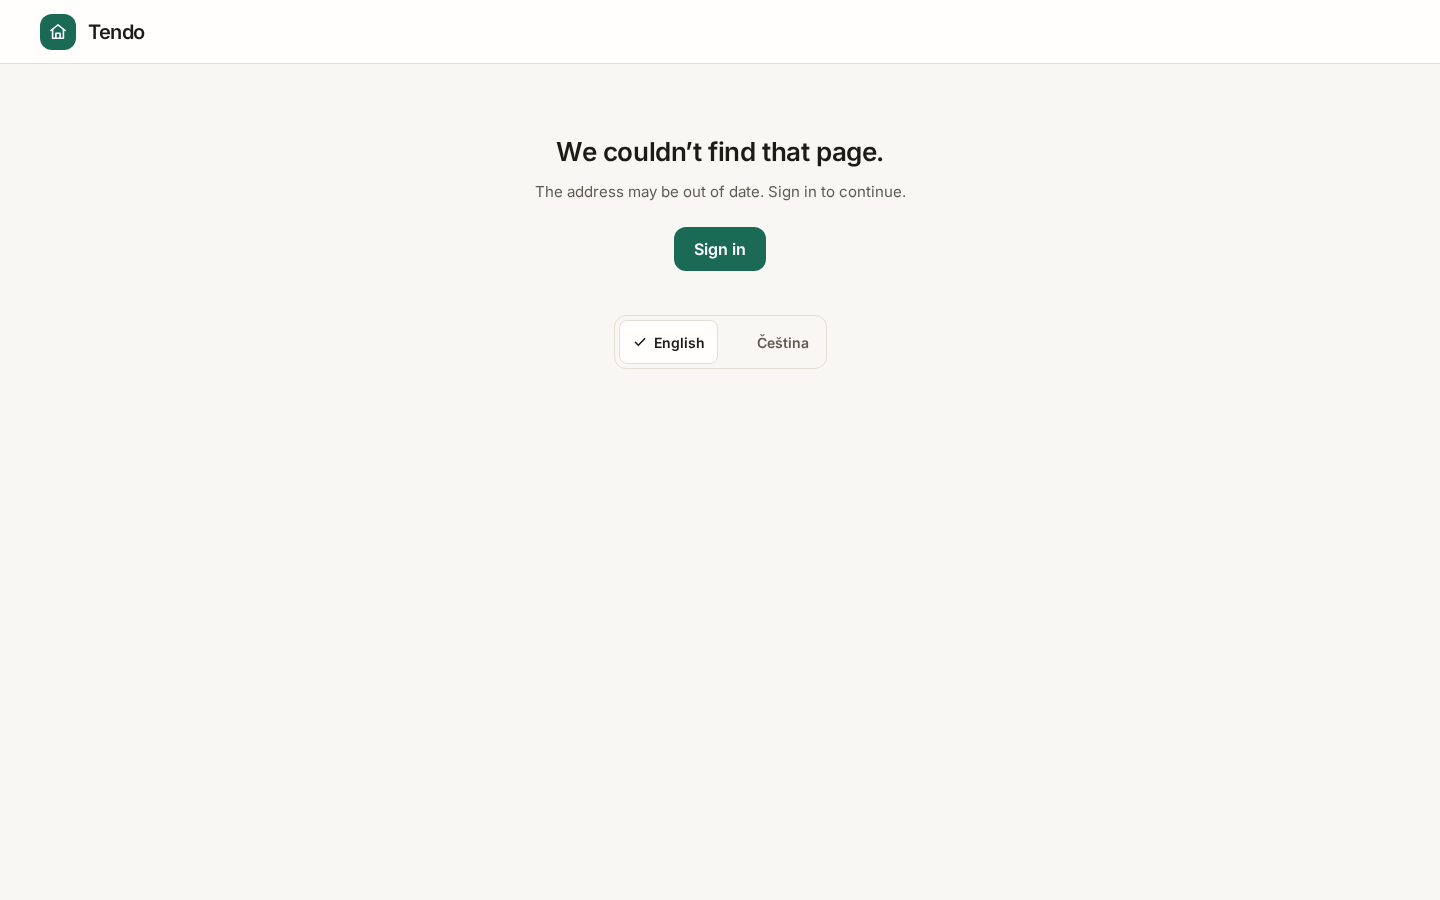 Tendo
We couldn’t find that page.
The address may be out of date. Sign in to continue.
Sign in
English
Čeština